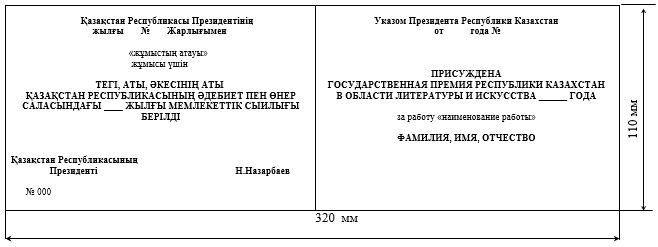 Қазақстан Республикасы Президентінің
жылғы № Жарлығымен
«жұмыстың атауы»
жұмысы үшін
ТЕГІ, АТЫ, ӘКЕСІНІҢ АТЫ
ҚАЗАҚСТАН РЕСПУБЛИКАСЫНЫҢ ӘДЕБИЕТ ПЕН ӨНЕР
САЛАСЫНДАҒЫ ____ ЖЫЛҒЫ МЕМЛЕКЕТТІК СЫЙЛЫҒЫ
БЕРІЛДІ
Қазақстан Республикасының
Президенті Н.Назарбаев
№ 000
Указом Президента Республики Казахстан
от года №
ПРИСУЖДЕНА
ГОСУДАРСТВЕННАЯ ПРЕМИЯ РЕСПУБЛИКИ КАЗАХСТАН
В ОБЛАСТИ ЛИТЕРАТУРЫ И ИСКУССТВА ______ ГОДА
за работу «наименование работы»
ФАМИЛИЯ, ИМЯ, ОТЧЕСТВО
110 мм
320 мм